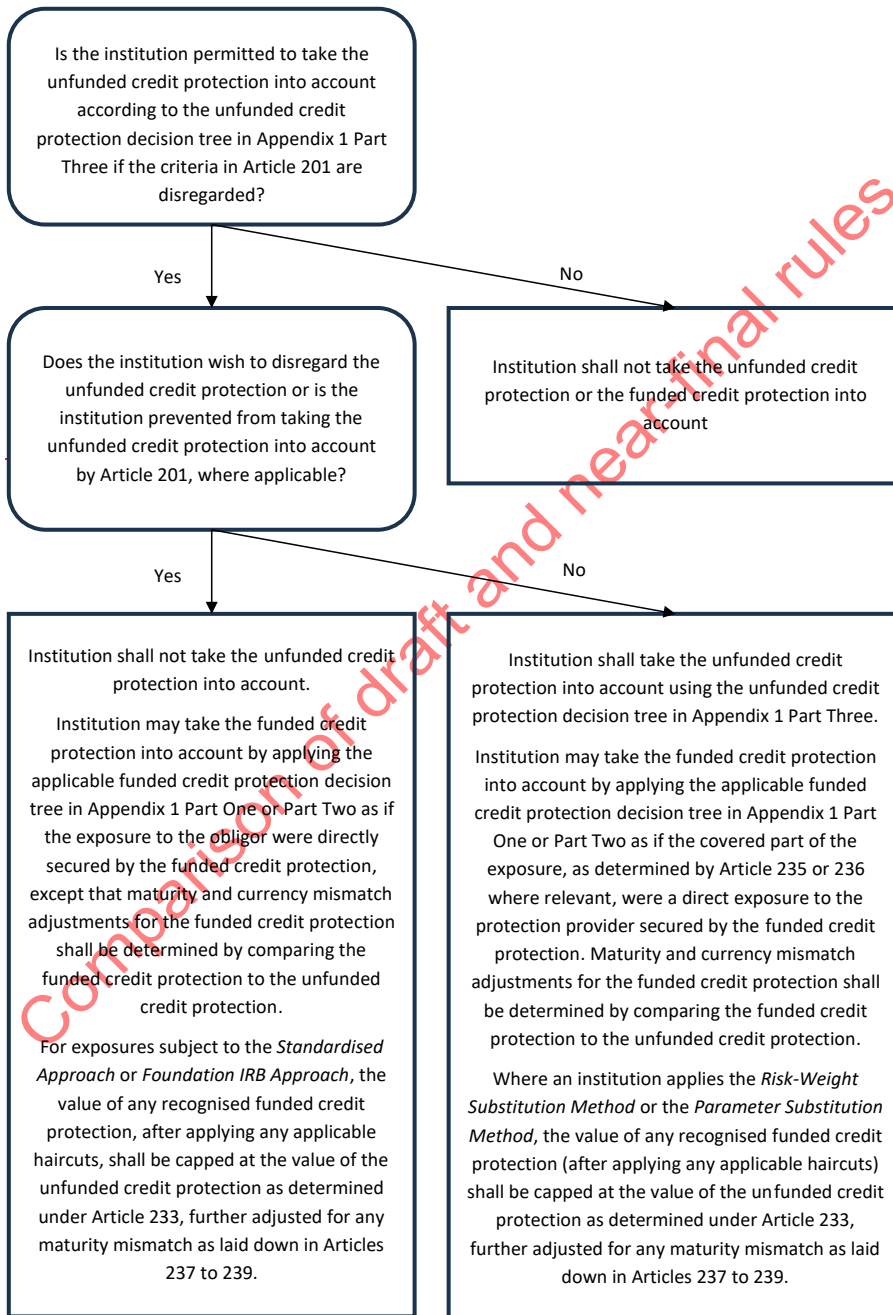 Is the institution permitted to take the
unfunded credit protection into account
according to the unfunded credit
protection decision tree in Appendix 1 Part
Three if the criteria in Article 201 are
disregarded?
Yes
No
Does the institution wish to disregard the
unfunded credit protection or is the
institution prevented from taking the
unfunded credit protection into account
by Article 201, where applicable?
Institution shall not take the unfunded credit
protection or the funded credit protection into
account
Yes
No
Institution shall not take the unfunded credit
protection into account.
Institution may take the funded credit
protection into account by applying the
applicable funded credit protection decision
tree in Appendix 1 Part One or Part Two as if
the exposure to the obligor were directly
secured by the funded credit protection,
except that maturity and currency mismatch
adjustments for the funded credit protection
shall be determined by comparing the
funded credit protection to the unfunded
credit protection.
For exposures subject to the Standardised
Approach or Foundation IRB Approach, the
value of any recognised funded credit
protection, after applying any applicable
haircuts, shall be capped at the value of the
unfunded credit protection as determined
under Article 233, further adjusted for any
maturity mismatch as laid down in Articles
237 to 239.
Institution shall take the unfunded credit
protection into account using the unfunded credit
protection decision tree in Appendix 1 Part Three.
Institution may take the funded credit protection
into account by applying the applicable funded
credit protection decision tree in Appendix 1 Part
One or Part Two as if the covered part of the
exposure, as determined by Article 235 or 236
where relevant, were a direct exposure to the
protection provider secured by the funded credit
protection. Maturity and currency mismatch
adjustments for the funded credit protection shall
be determined by comparing the funded credit
protection to the unfunded credit protection.
Where an institution applies the Risk-Weight
Substitution Method or the Parameter Substitution
Method, the value of any recognised funded credit
protection (after applying any applicable haircuts)
shall be capped at the value of the unfunded credit
protection as determined under Article 233,
further adjusted for any maturity mismatch as laid
down in Articles 237 to 239.
Comparison of draft and near-final rules